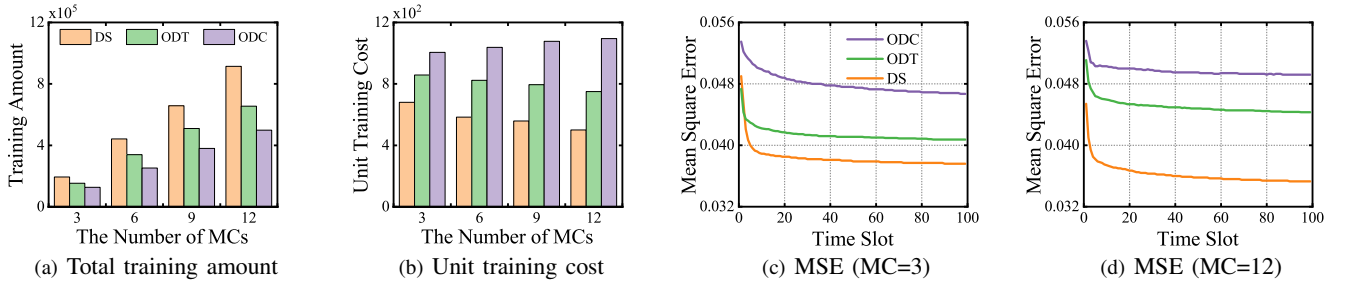 x10⁵
12
8
4
0
Training Amount
DS ODT ODC
3 6 9 12
The Number of MCs
(a) Total training amount
x10²
12
8
4
0
Unit Training Cost
3 6 9 12
The Number of MCs
(b) Unit training cost
0.056
0.048
0.040
0.032
Mean Square Error
ODC
ODT
DS
0 20 40 60 80 100
Time Slot
(c) MSE (MC=3)
0.056
0.048
0.040
0.032
Mean Square Error
0 20 40 60 80 100
Time Slot
(d) MSE (MC=12)